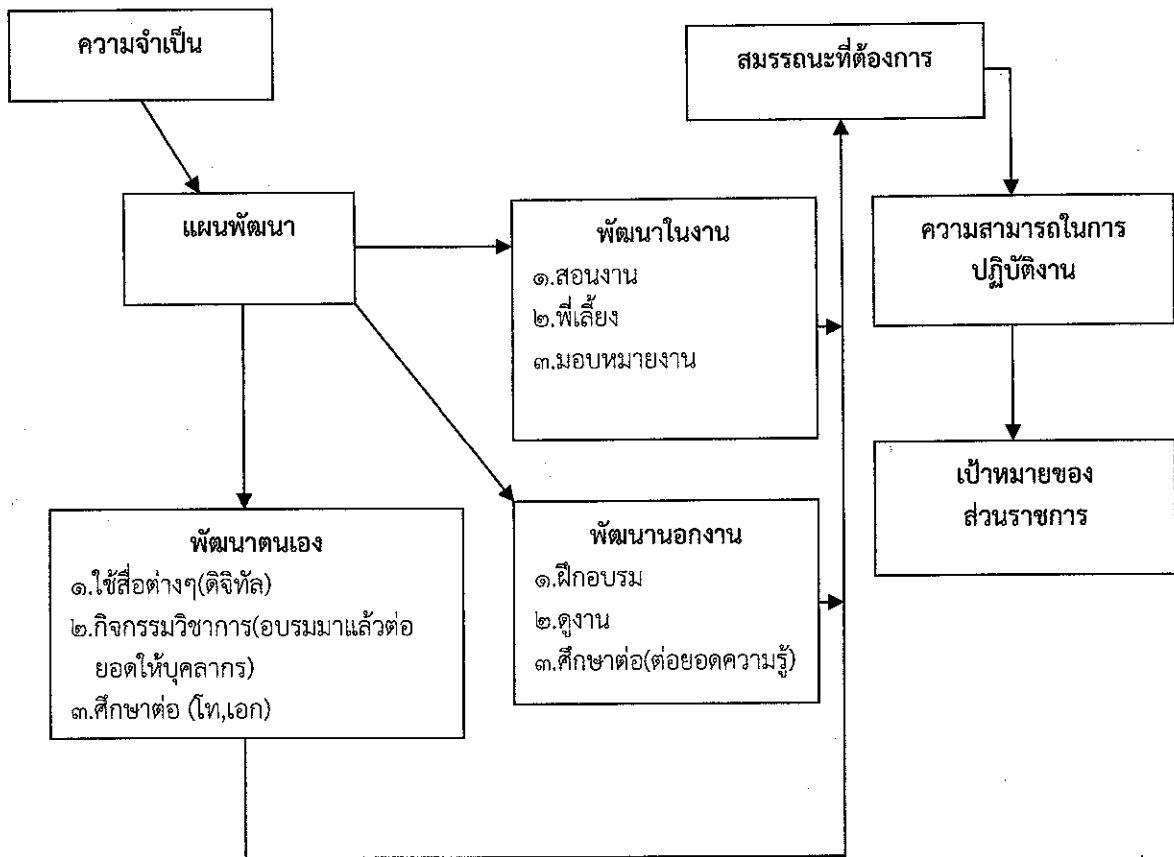 ความจำเป็น
สมรรถนะที่ต้องการ
แผนพัฒนา
พัฒนาในงาน
๑.สอนงาน
๒.พี่เลี้ยง
๓.มอบหมายงาน
ความสามารถในการ
ปฏิบัติงาน
พัฒนาตนเอง
๑.ใช้สื่อต่างๆ(ดิจิทัล)
๒.กิจกรรมวิชาการ(อบรมมาแล้วต่อ
ยอดให้บุคลากร)
๓.ศึกษาต่อ (โท,เอก)
พัฒนานอกงาน
๑.ฝึกอบรม
๒.ดูงาน
๓.ศึกษาต่อ(ต่อยอดความรู้)
เป้าหมายของ
ส่วนราชการ